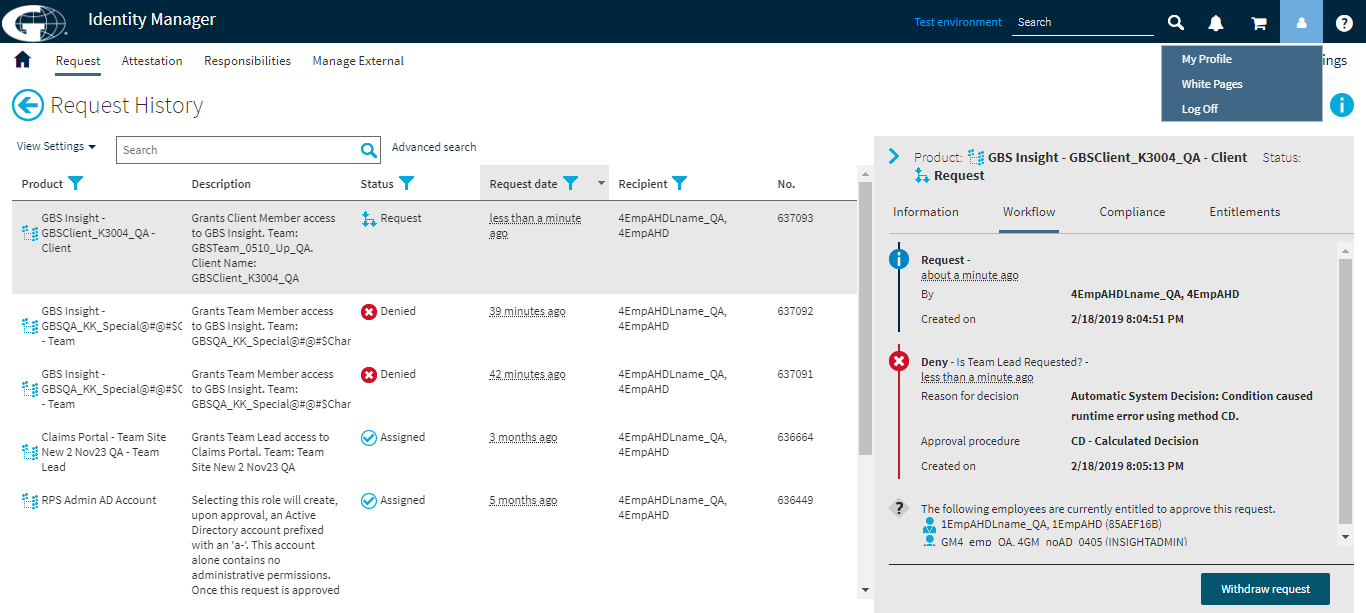 Identity Manager
Test environment
Search
Request
Attestation
Responsibilities
Manage External
ings
My Profile
White Pages
Log Off
Request History
View Settings
Search
Advanced search
Product
Description
Status
Request date
Recipient
No.
GBS Insight -
GBSClient_K3004_QA -
Client
Grants Client Member access
to GBS Insight. Team:
GBSTeam_0510_Up_QA.
Client Name:
GBSClient_K3004_QA
Request
less than a minute
ago
4EmpAHDLname_QA,
4EmpAHD
637093
GBS Insight -
GBSQA_KK_Special@#@#$C
- Team
Grants Team Member access
to GBS Insight. Team:
GBSQA_KK_Special@#@#$Char
Denied
39 minutes ago
4EmpAHDLname_QA,
4EmpAHD
637092
GBS Insight -
GBSQA_KK_Special@#@#$C
- Team
Grants Team Member access
to GBS Insight. Team:
GBSQA_KK_Special@#@#$Char
Denied
42 minutes ago
4EmpAHDLname_QA,
4EmpAHD
637091
Claims Portal - Team Site
New 2 Nov23 QA - Team
Lead
Grants Team Lead access to
Claims Portal. Team: Team
Site New 2 Nov23 QA
Assigned
3 months ago
4EmpAHDLname_QA,
4EmpAHD
636664
RPS Admin AD Account
Selecting this role will create,
upon approval, an Active
Directory account prefixed
with an 'a-'. This account
alone contains no
administrative permissions.
Once this request is approved
Assigned
5 months ago
4EmpAHDLname_QA,
4EmpAHD
636449
Product: GBS Insight - GBSClient_K3004_QA - Client Status:
Request
Information
Workflow
Compliance
Entitlements
Request -
about a minute ago
By 4EmpAHDLname_QA, 4EmpAHD
Created on 2/18/2019 8:04:51 PM
Deny - Is Team Lead Requested? -
less than a minute ago
Reason for decision Automatic System Decision: Condition caused
runtime error using method CD.
Approval procedure CD - Calculated Decision
Created on 2/18/2019 8:05:13 PM
The following employees are currently entitled to approve this request.
1EmpAHDLname_QA, 1EmpAHD (85AEF16B)
GM4_emp_QA, 4GM_noAD_0405 (INSIGHTADMIN)
Withdraw request